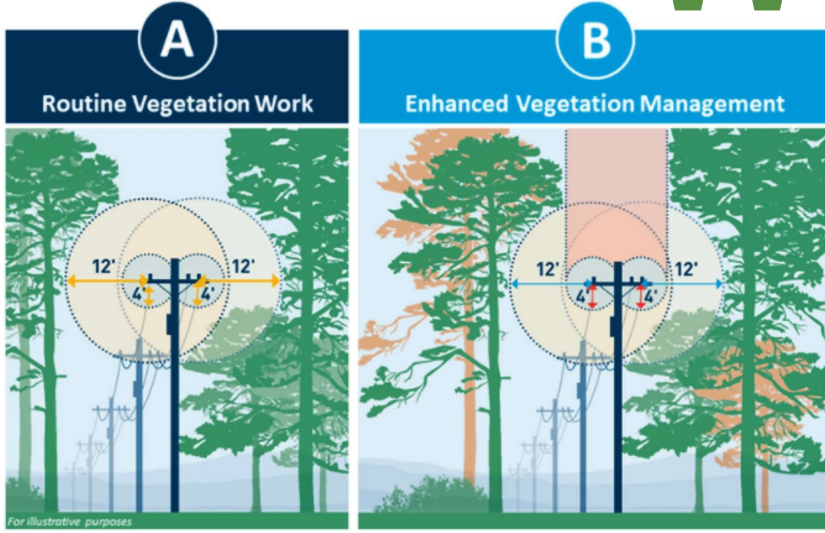 A
Routine Vegetation Work
12' 12'
4' 4'
For illustrative purposes
B
Enhanced Vegetation Management
12' 12'
4' 4'